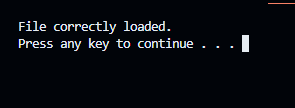 File correctly loaded.
Press any key to continue . . .